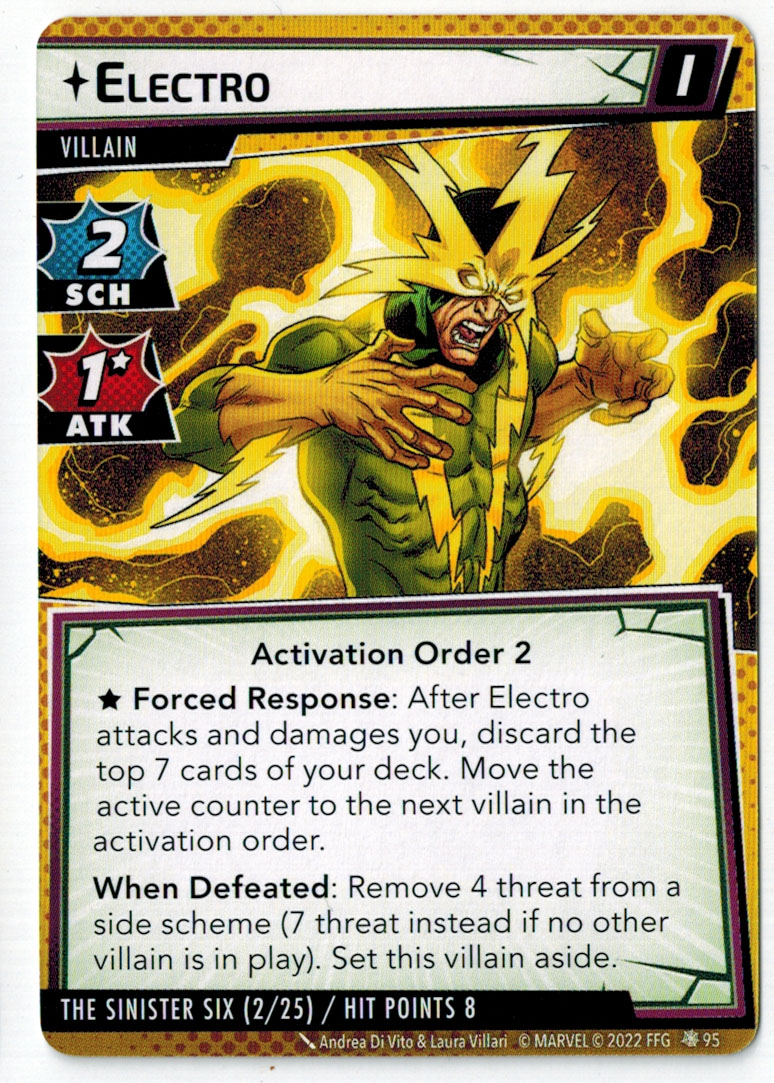 ELECTRO
I
VILLAIN
2
SCH
1★
ATK
Activation Order 2
★ Forced Response: After Electro
attacks and damages you, discard the
top 7 cards of your deck. Move the
active counter to the next villain in the
activation order.
When Defeated: Remove 4 threat from a
side scheme (7 threat instead if no other
villain is in play). Set this villain aside.
THE SINISTER SIX (2/25) / HIT POINTS 8
Andrea Di Vito & Laura Villari © MARVEL © 2022 FFG 95